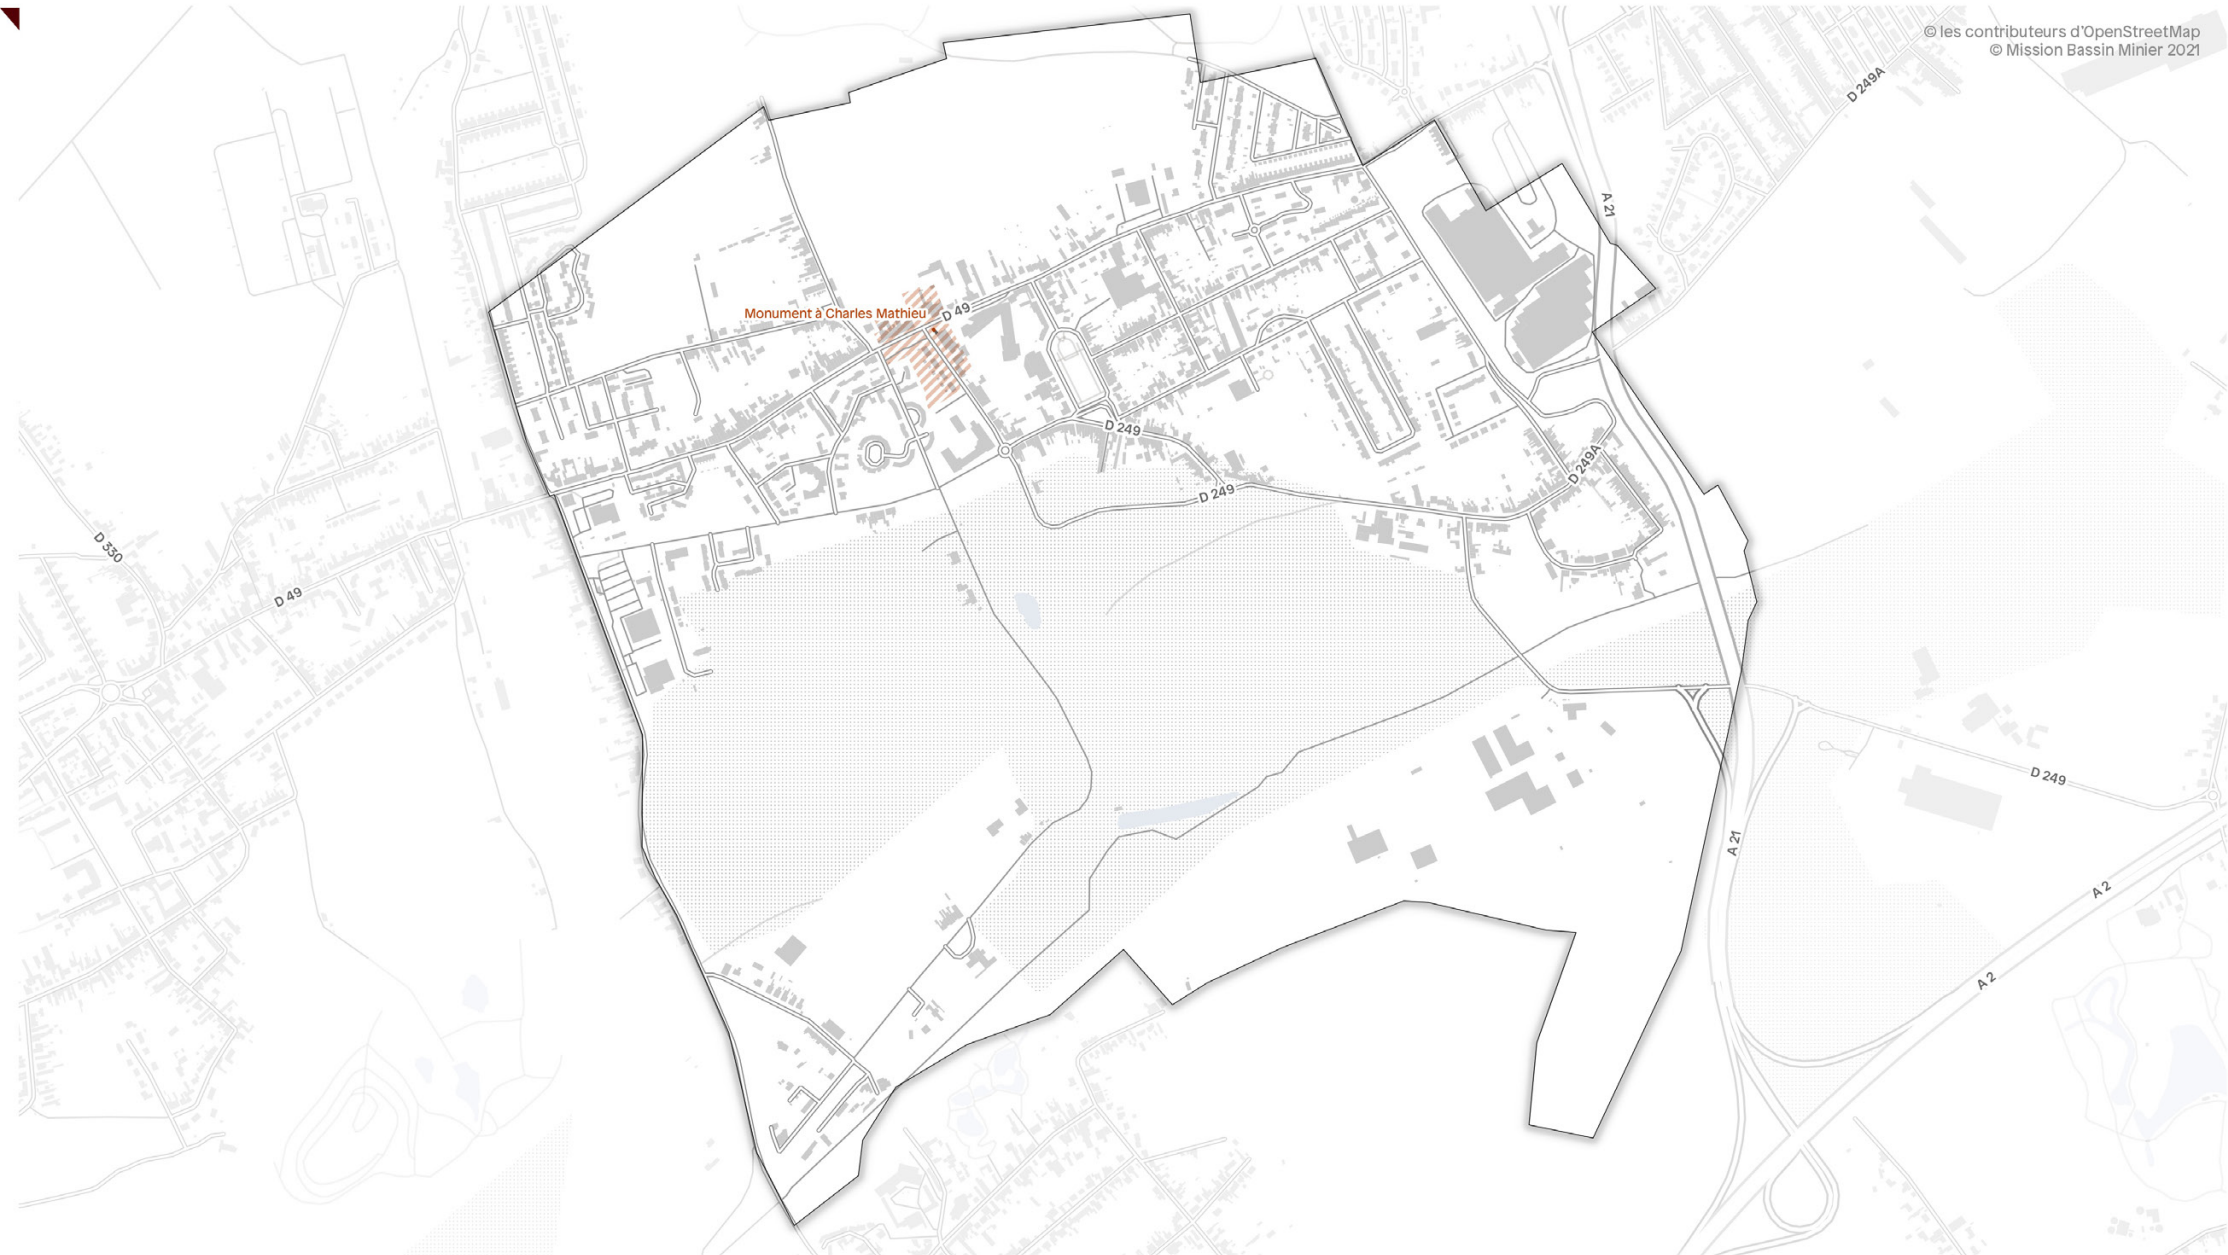 © les contributeurs d'OpenStreetMap
© Mission Bassin Minier 2021
D 249A
A 21
Monument à Charles Mathieu
D 49
D 249
D 249A
D 249
D 330
D 49
D 249
A 21
A 2
A 2